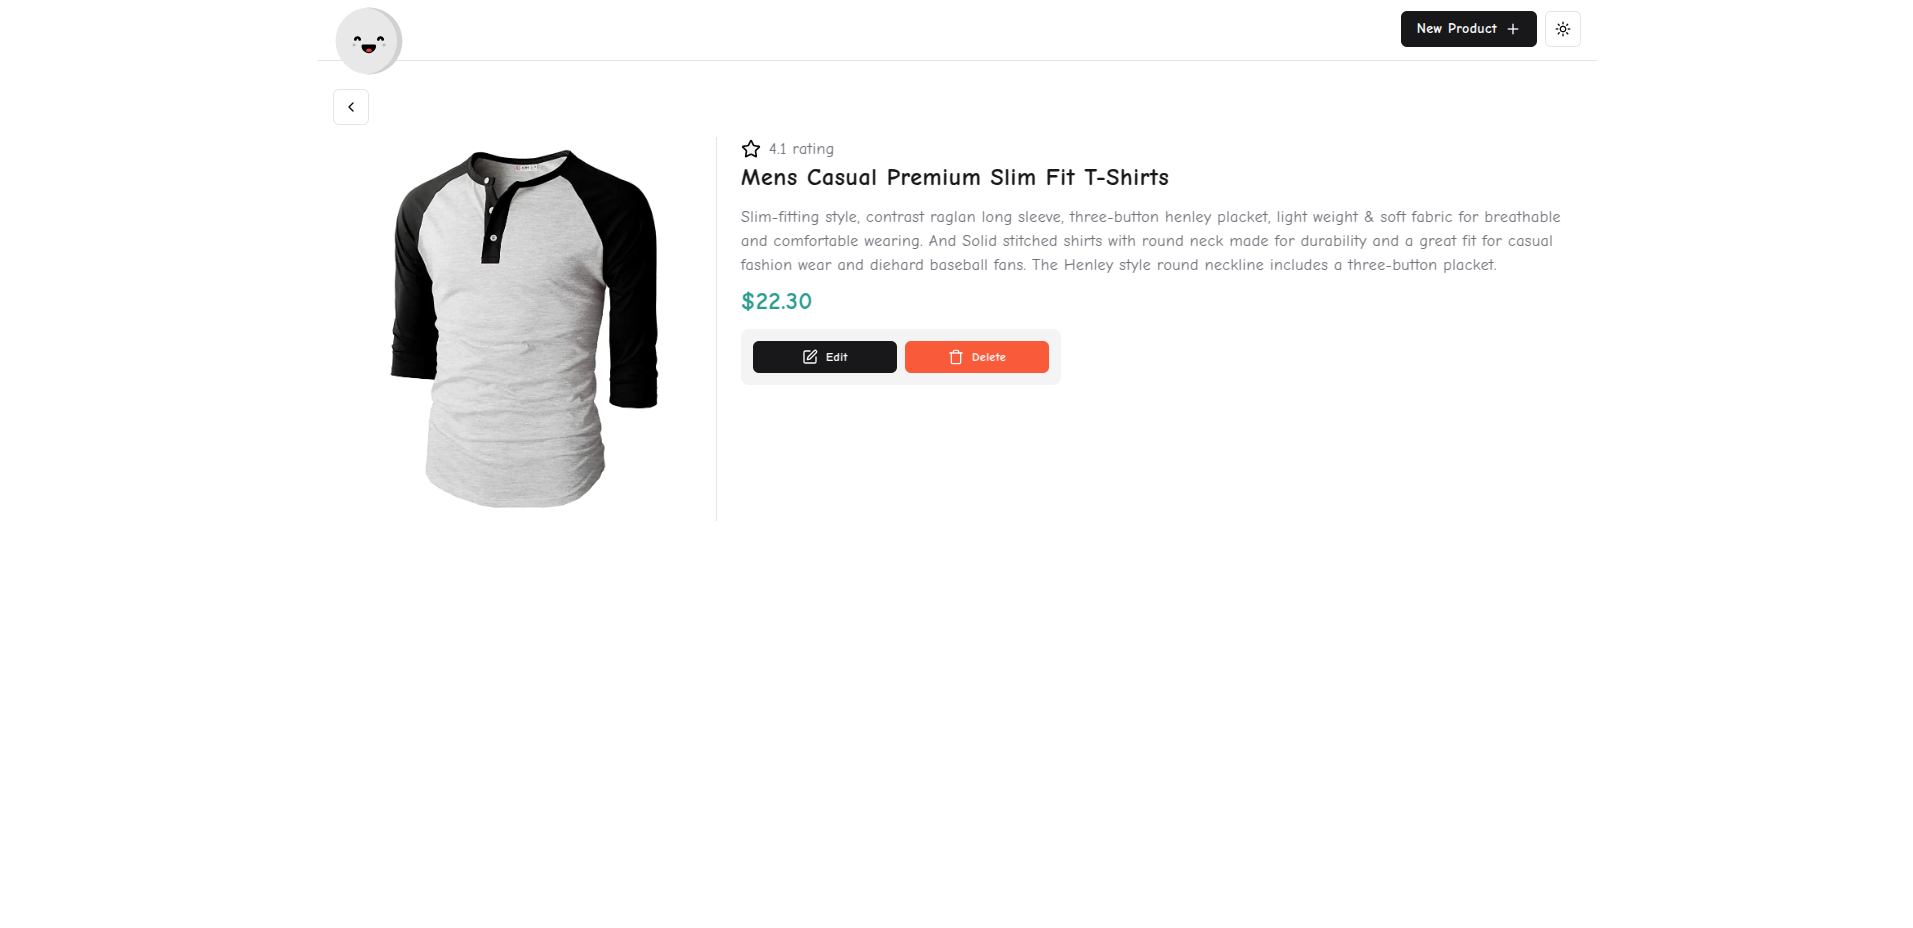 New Product
4.1 rating
Mens Casual Premium Slim Fit T-Shirts
Slim-fitting style, contrast raglan long sleeve, three-button henley placket, light weight & soft fabric for breathable
and comfortable wearing. And Solid stitched shirts with round neck made for durability and a great fit for casual
fashion wear and diehard baseball fans. The Henley style round neckline includes a three-button placket.
$22.30
Edit
Delete